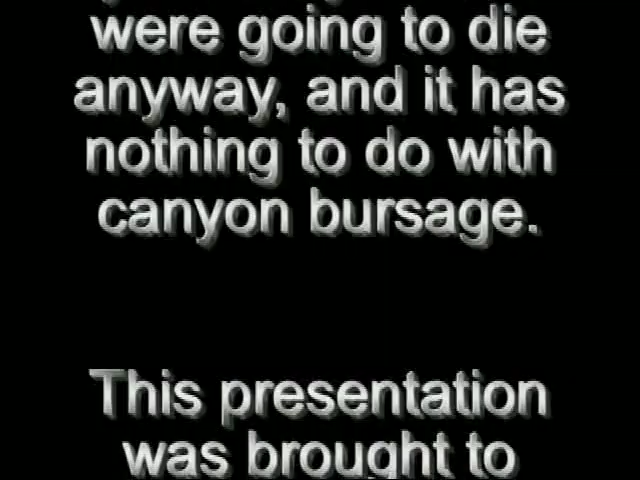 were going to die
anyway, and it has
nothing to do with
canyon bursage.
This presentation
was brought to